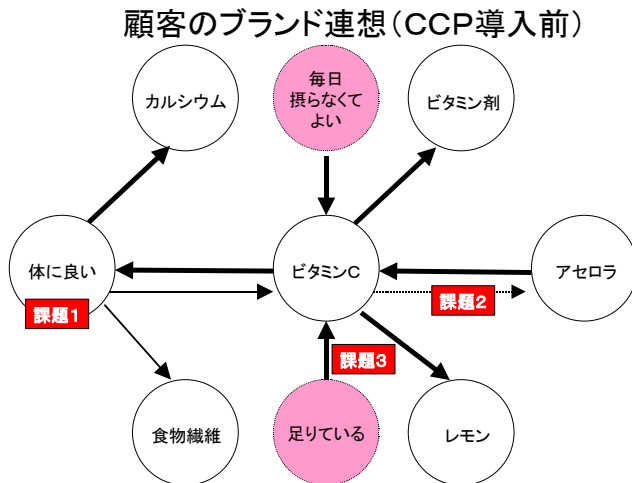 顧客のブランド連想（CCP導入前）
カルシウム
毎日
摂らなくて
よい
ビタミン剤
体に良い
ビタミンC
アセロラ
課題1
課題2
課題3
食物繊維
足りている
レモン